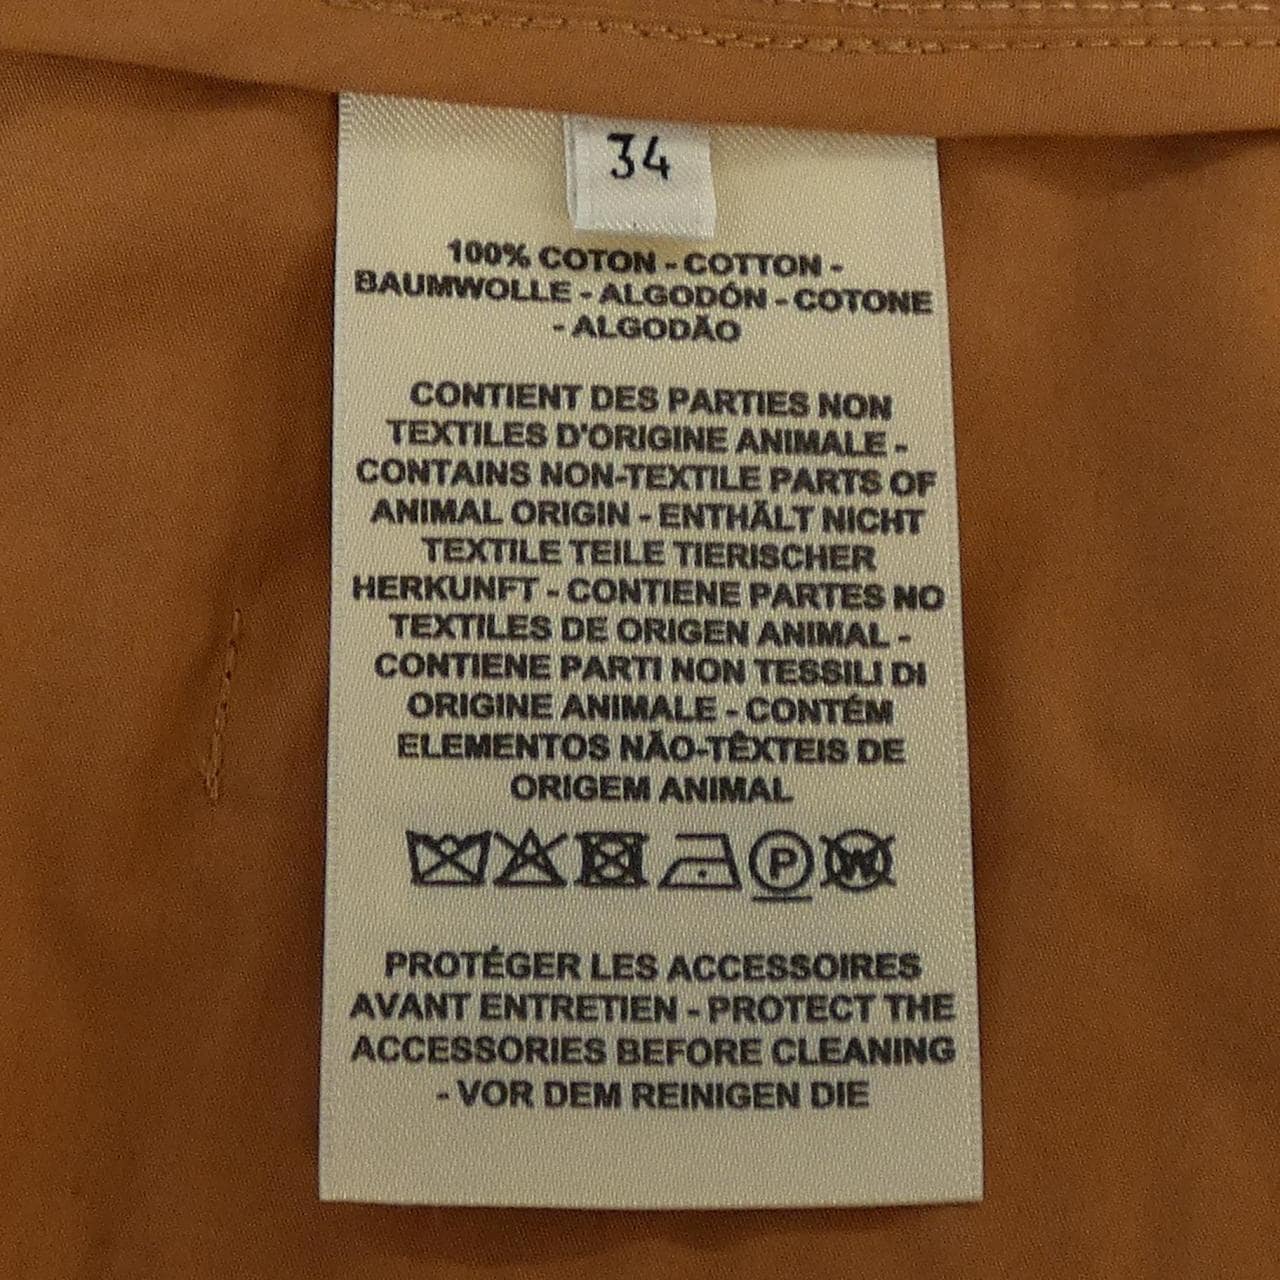 34
100% COTON - COTTON -
BAUMWOLLE - ALGODÓN - COTONE
- ALGODÃO
CONTIENT DES PARTIES NON
TEXTILES D'ORIGINE ANIMALE -
CONTAINS NON-TEXTILE PARTS OF
ANIMAL ORIGIN - ENTHÄLT NICHT
TEXTILE TEILE TIERISCHER
HERKUNFT - CONTIENE PARTES NO
TEXTILES DE ORIGEN ANIMAL -
CONTIENE PARTI NON TESSILI DI
ORIGINE ANIMALE - CONTÉM
ELEMENTOS NÃO-TÊXTEIS DE
ORIGEM ANIMAL
P W
PROTÉGER LES ACCESSOIRES
AVANT ENTRETIEN - PROTECT THE
ACCESSORIES BEFORE CLEANING
- VOR DEM REINIGEN DIE